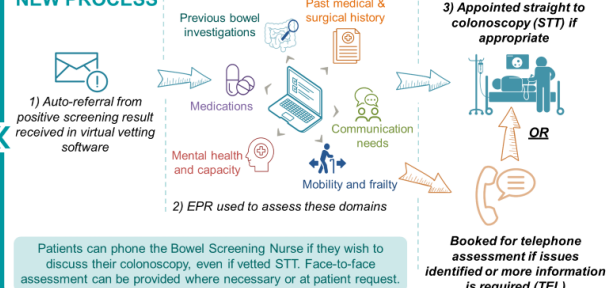 NEW PROCESS
Previous bowel
investigations
Past medical &
surgical history
Medications
Communication
needs
Mental health
and capacity
Mobility and frailty
1) Auto-referral from
positive screening result
received in virtual vetting
software
2) EPR used to assess these domains
3) Appointed straight to
colonoscopy (STT) if
appropriate
OR
Booked for telephone
assessment if issues
identified or more information
is required (TEL)
Patients can phone the Bowel Screening Nurse if they wish to
discuss their colonoscopy, even if vetted STT. Face-to-face
assessment can be provided where necessary or at patient request.